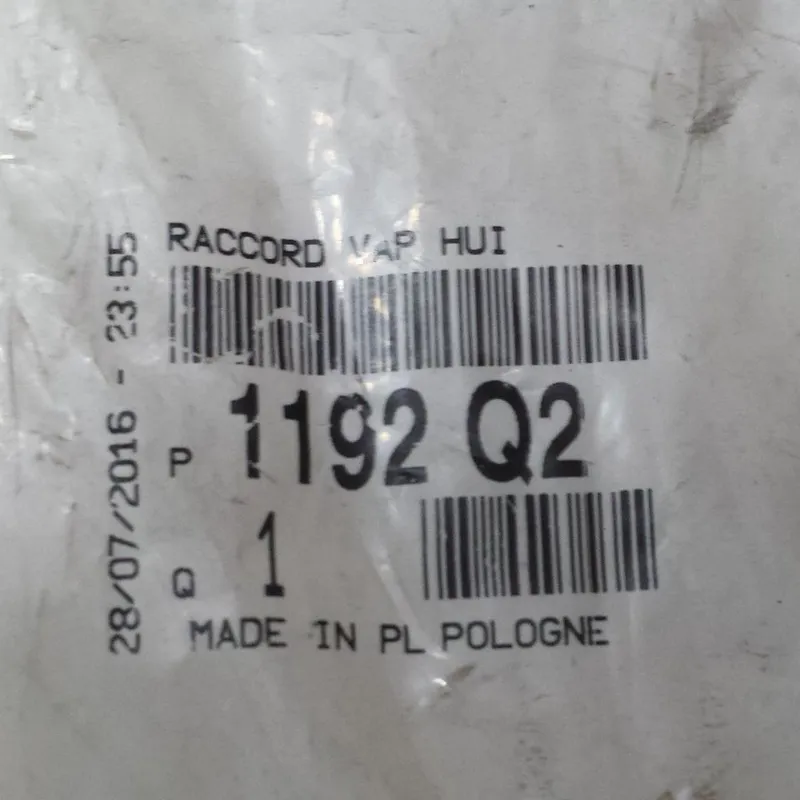 RACCORD VAP HUI
28/07/2016 - 23:55
P 1192 Q2
Q 1
MADE IN PL POLOGNE